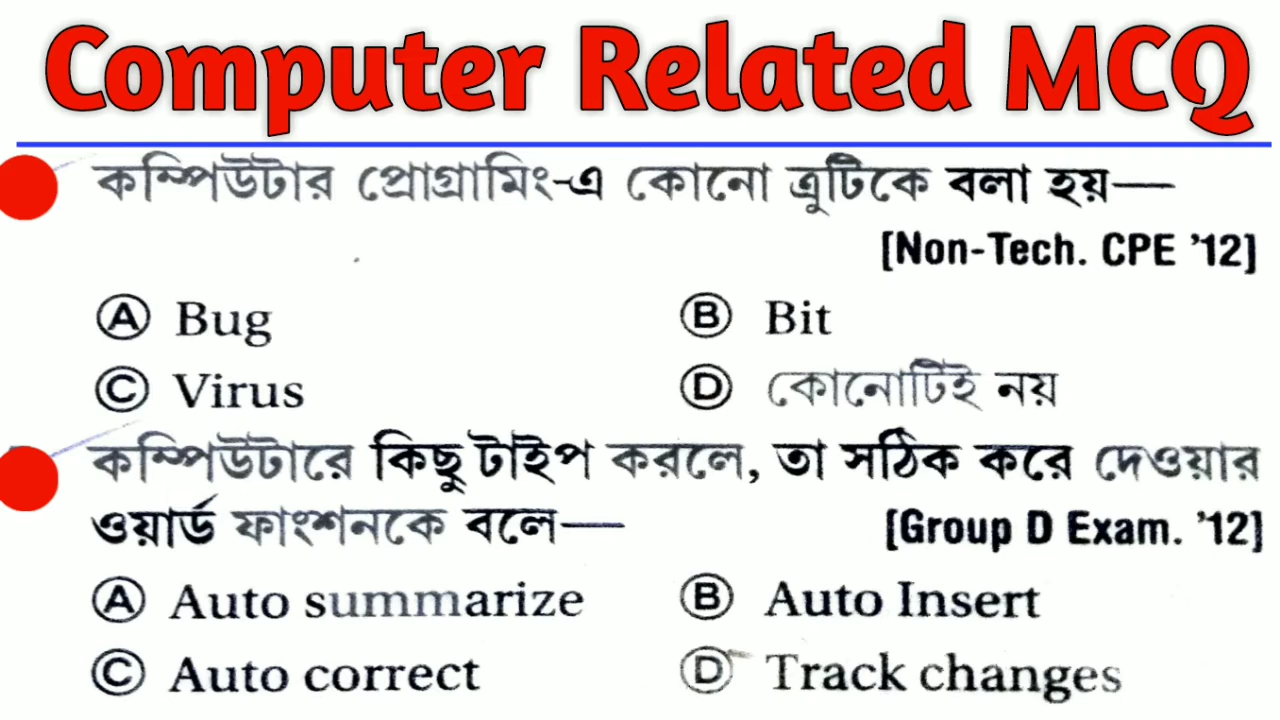 Computer Related MCQ
কম্পিউটার প্রোগ্রামিং-এ কোনো ত্রুটিকে বলা হয়—
[Non-Tech. CPE ’12]
Ⓐ Bug Ⓑ Bit
Ⓒ Virus Ⓓ কোনোটিই নয়
কম্পিউটারে কিছু টাইপ করলে, তা সঠিক করে দেওয়ার
ওয়ার্ড ফাংশনকে বলে— [Group D Exam. ’12]
Ⓐ Auto summarize Ⓑ Auto Insert
Ⓒ Auto correct Ⓓ Track changes